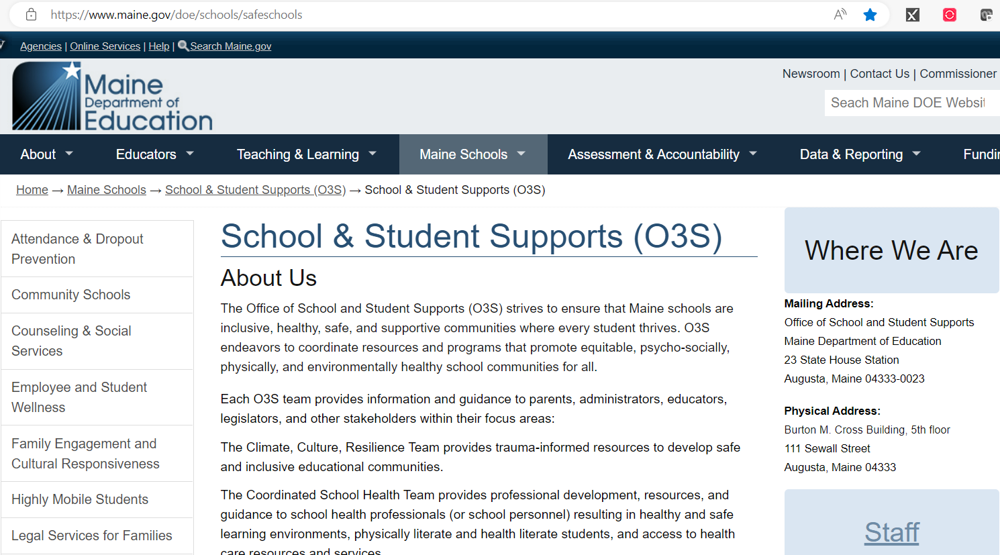 https://www.maine.gov/doe/schools/safeschools
Agencies | Online Services | Help | Search Maine.gov
Maine
Department of
Education
Newsroom | Contact Us | Commissioner
Seach Maine DOE Websit
About
Educators
Teaching & Learning
Maine Schools
Assessment & Accountability
Data & Reporting
Fundin
Home → Maine Schools → School & Student Supports (O3S) → School & Student Supports (O3S)
Attendance & Dropout
Prevention
Community Schools
Counseling & Social
Services
Employee and Student
Wellness
Family Engagement and
Cultural Responsiveness
Highly Mobile Students
Legal Services for Families
School & Student Supports (O3S)
About Us
The Office of School and Student Supports (O3S) strives to ensure that Maine schools are
inclusive, healthy, safe, and supportive communities where every student thrives. O3S
endeavors to coordinate resources and programs that promote equitable, psycho-socially,
physically, and environmentally healthy school communities for all.
Each O3S team provides information and guidance to parents, administrators, educators,
legislators, and other stakeholders within their focus areas:
The Climate, Culture, Resilience Team provides trauma-informed resources to develop safe
and inclusive educational communities.
The Coordinated School Health Team provides professional development, resources, and
guidance to school health professionals (or school personnel) resulting in healthy and safe
learning environments, physically literate and health literate students, and access to health
care resources and services.
Where We Are
Mailing Address:
Office of School and Student Supports
Maine Department of Education
23 State House Station
Augusta, Maine 04333-0023
Physical Address:
Burton M. Cross Building, 5th floor
111 Sewall Street
Augusta, Maine 04333
Staff